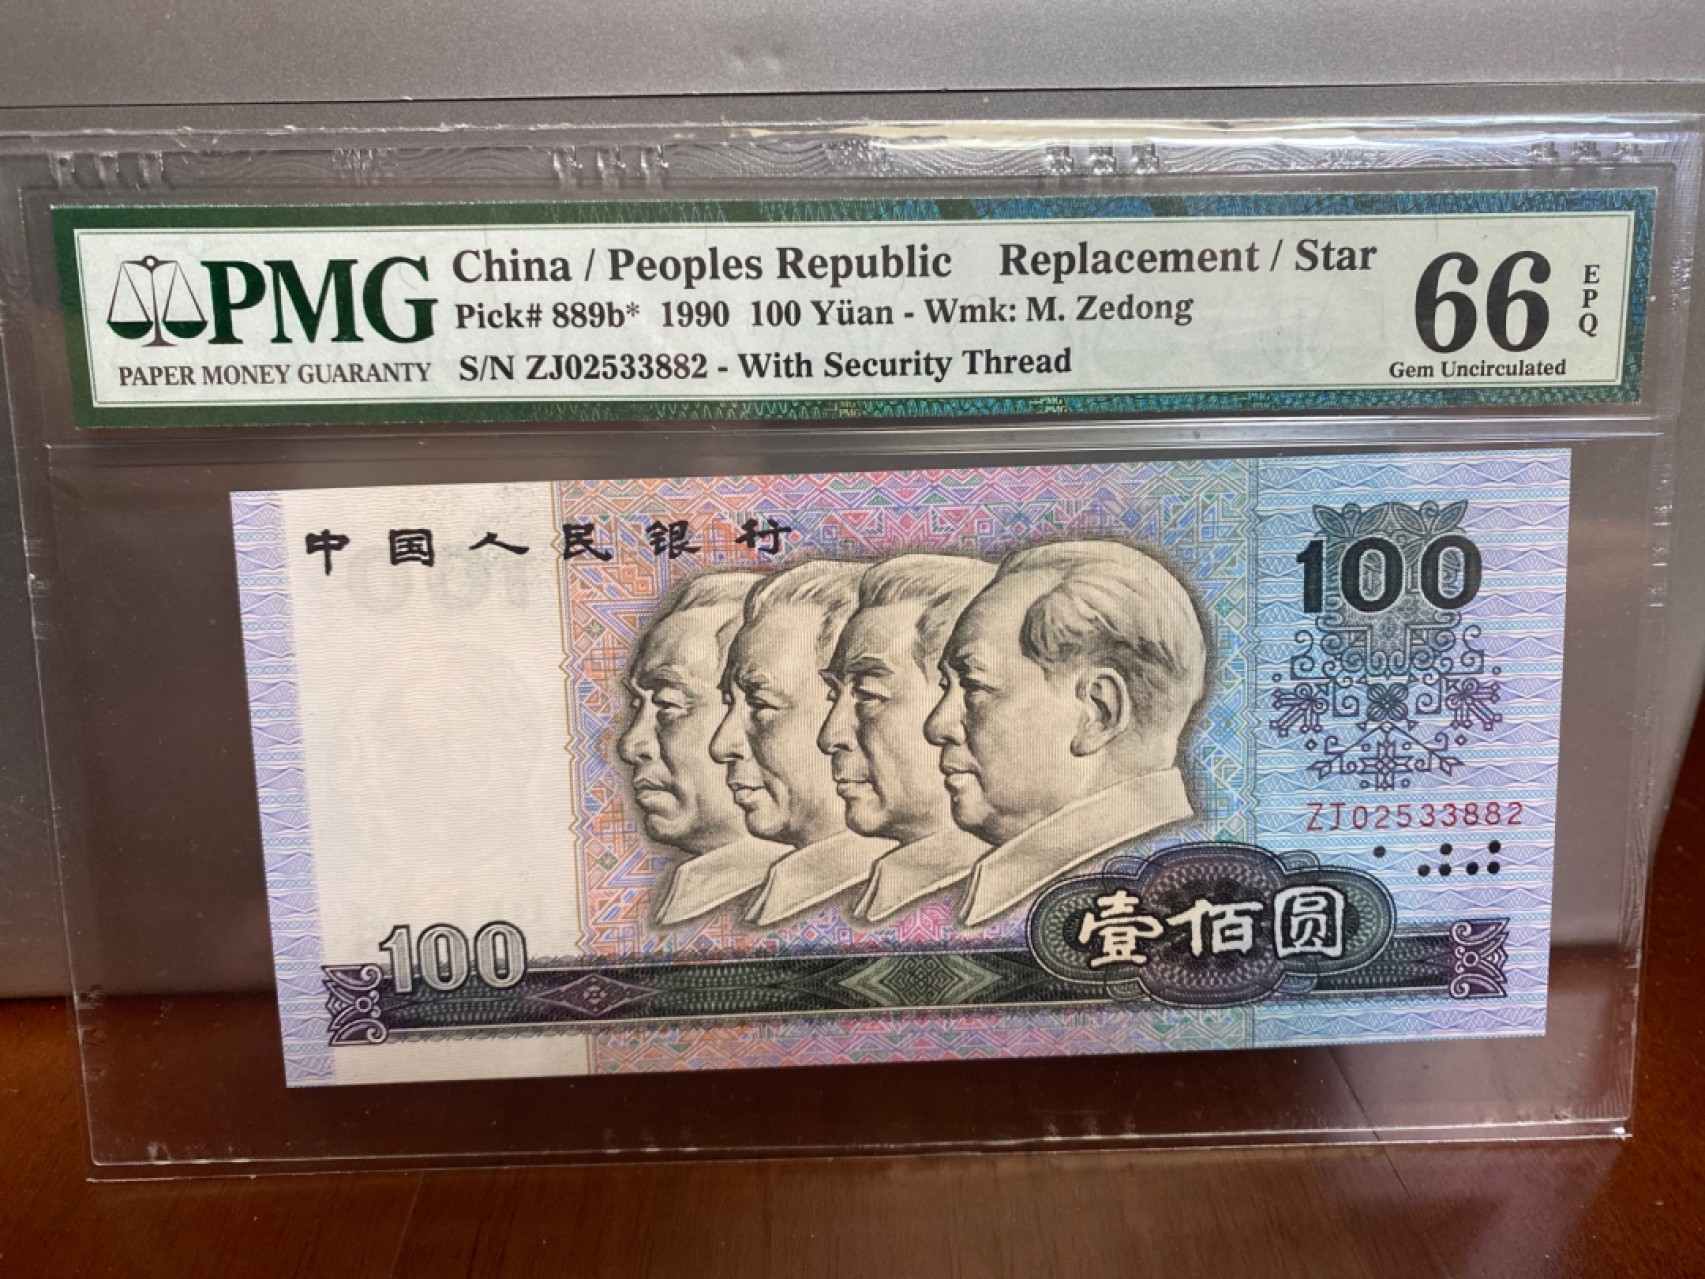 PMG
PAPER MONEY GUARANTY
China / Peoples Republic Replacement / Star
Pick# 889b* 1990 100 Yüan - Wmk: M. Zedong
S/N ZJ02533882 - With Security Thread
66
EPQ
Gem Uncirculated
中国人民银行
100
ZJ02533882
壹佰圆
100